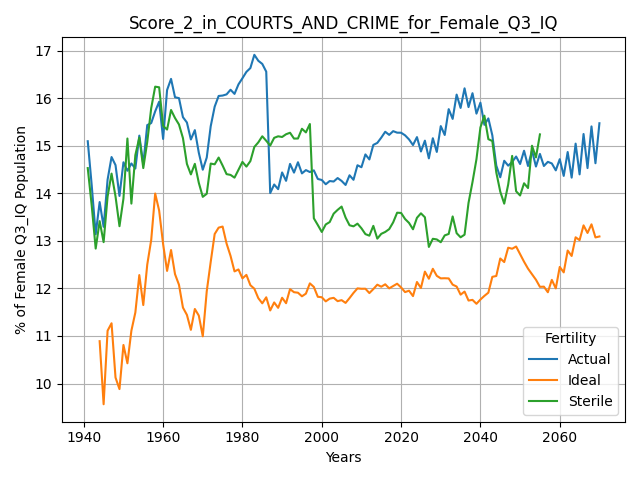 Score_2_in_COURTS_AND_CRIME_for_Female_Q3_IQ
% of Female Q3_IQ Population
17
16
15
14
13
12
11
10
1940
1960
1980
2000
2020
2040
2060
Years
Fertility
Actual
Ideal
Sterile